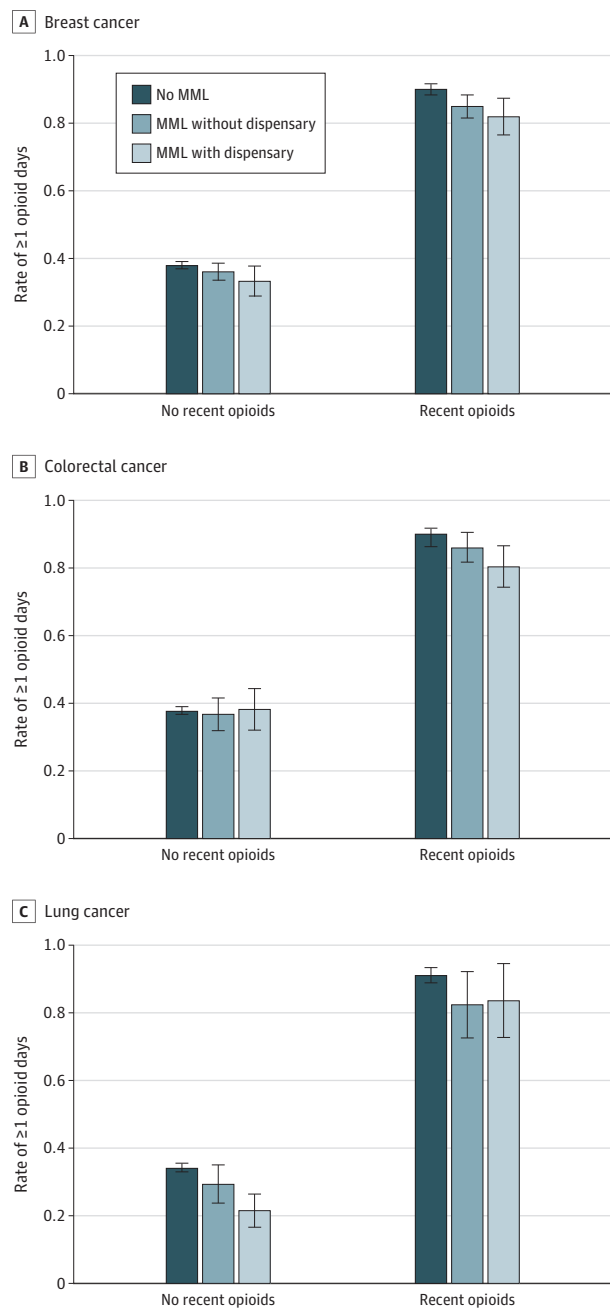 A Breast cancer
1.0
0.8
0.6
0.4
0.2
0
Rate of ≥1 opioid days
No MML
MML without dispensary
MML with dispensary
No recent opioids
Recent opioids
B Colorectal cancer
1.0
0.8
0.6
0.4
0.2
0
Rate of ≥1 opioid days
No recent opioids
Recent opioids
C Lung cancer
1.0
0.8
0.6
0.4
0.2
0
Rate of ≥1 opioid days
No recent opioids
Recent opioids